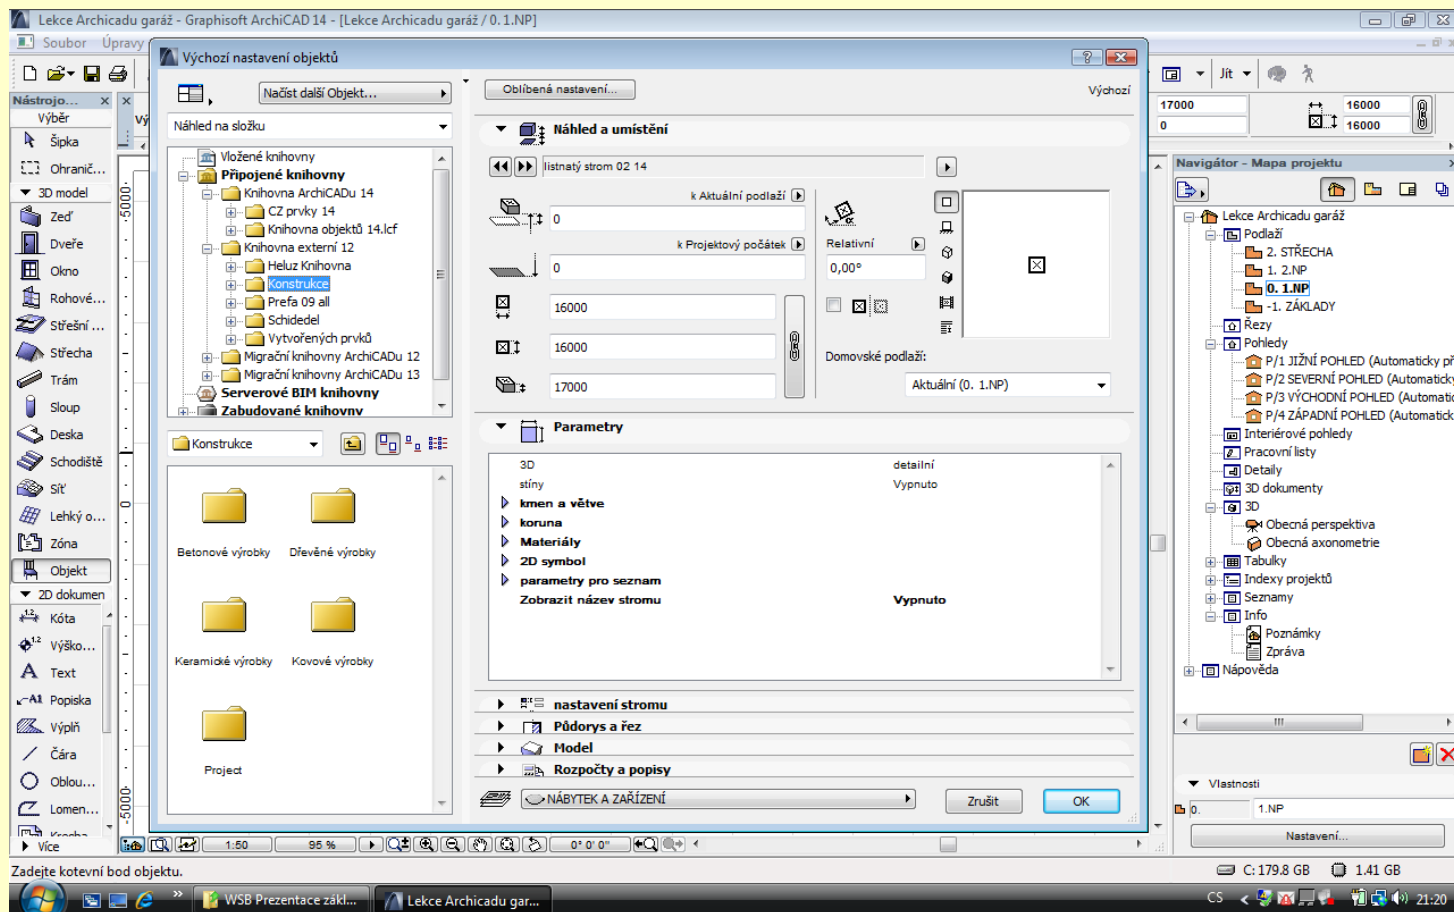 Lekce Archicadu garáž - Graphisoft ArchiCAD 14 - [Lekce Archicadu garáž / 0. 1.NP]
Soubor Úpravy
Výchozí nastavení objektů
Jít
Nástrojo...
Výběr
Šipka
Ohranič...
3D model
Zeď
Dveře
Okno
Rohové...
Střešní ...
Střecha
Trám
Sloup
Deska
Schodiště
Síť
Lehký o...
Zóna
Objekt
2D dokumen
Kóta
Výško...
Text
Popiska
Výplň
Čára
Oblou...
Lomen...
Více
-5000-
0
-5000-
Načíst další Objekt...
Náhled na složku
Vložené knihovny
Připojené knihovny
Knihovna ArchiCADu 14
CZ prvky 14
Knihovna objektů 14.lcf
Knihovna externí 12
Heluz Knihovna
Konstrukce
Prefa 09 all
Schidedel
Vytvořených prvků
Migrační knihovny ArchiCADu 12
Migrační knihovny ArchiCADu 13
Serverové BIM knihovny
Zabudované knihovny
Konstrukce
Betonové výrobky Dřevěné výrobky
Keramické výrobky Kovové výrobky
Project
Oblíbená nastavení...
Výchozí
Náhled a umístění
listnatý strom 02 14
k Aktuální podlaží
0
k Projektový počátek
0
16000
16000
17000
Relativní
0,00°
Domovské podlaží:
Aktuální (0. 1.NP)
Parametry
3D detailní
stíny Vypnuto
kmen a větve
koruna
Materiály
2D symbol
parametry pro seznam
Zobrazit název stromu Vypnuto
nastavení stromu
Půdorys a řez
Model
Rozpočty a popisy
NÁBYTEK A ZAŘÍZENÍ
Zrušit
OK
17000
0
16000
16000
Navigátor - Mapa projektu
Lekce Archicadu garáž
Podlaží
2. STŘECHA
1. 2.NP
0. 1.NP
-1. ZÁKLADY
Řezy
Pohledy
P/1 JIŽNÍ POHLED (Automaticky př
P/2 SEVERNÍ POHLED (Automaticky
P/3 VÝCHODNÍ POHLED (Automatic
P/4 ZÁPADNÍ POHLED (Automatick
Interiérové pohledy
Pracovní listy
Detaily
3D dokumenty
3D
Obecná perspektiva
Obecná axonometrie
Tabulky
Indexy projektů
Seznamy
Info
Poznámky
Zpráva
Nápověda
Vlastnosti
0. 1.NP
Nastavení...
1:50 95 % 0° 0' 0"
Zadejte kotevní bod objektu.
C: 179.8 GB 1.41 GB
WSB Prezentace zákl... Lekce Archicadu gar...
CS 21:20